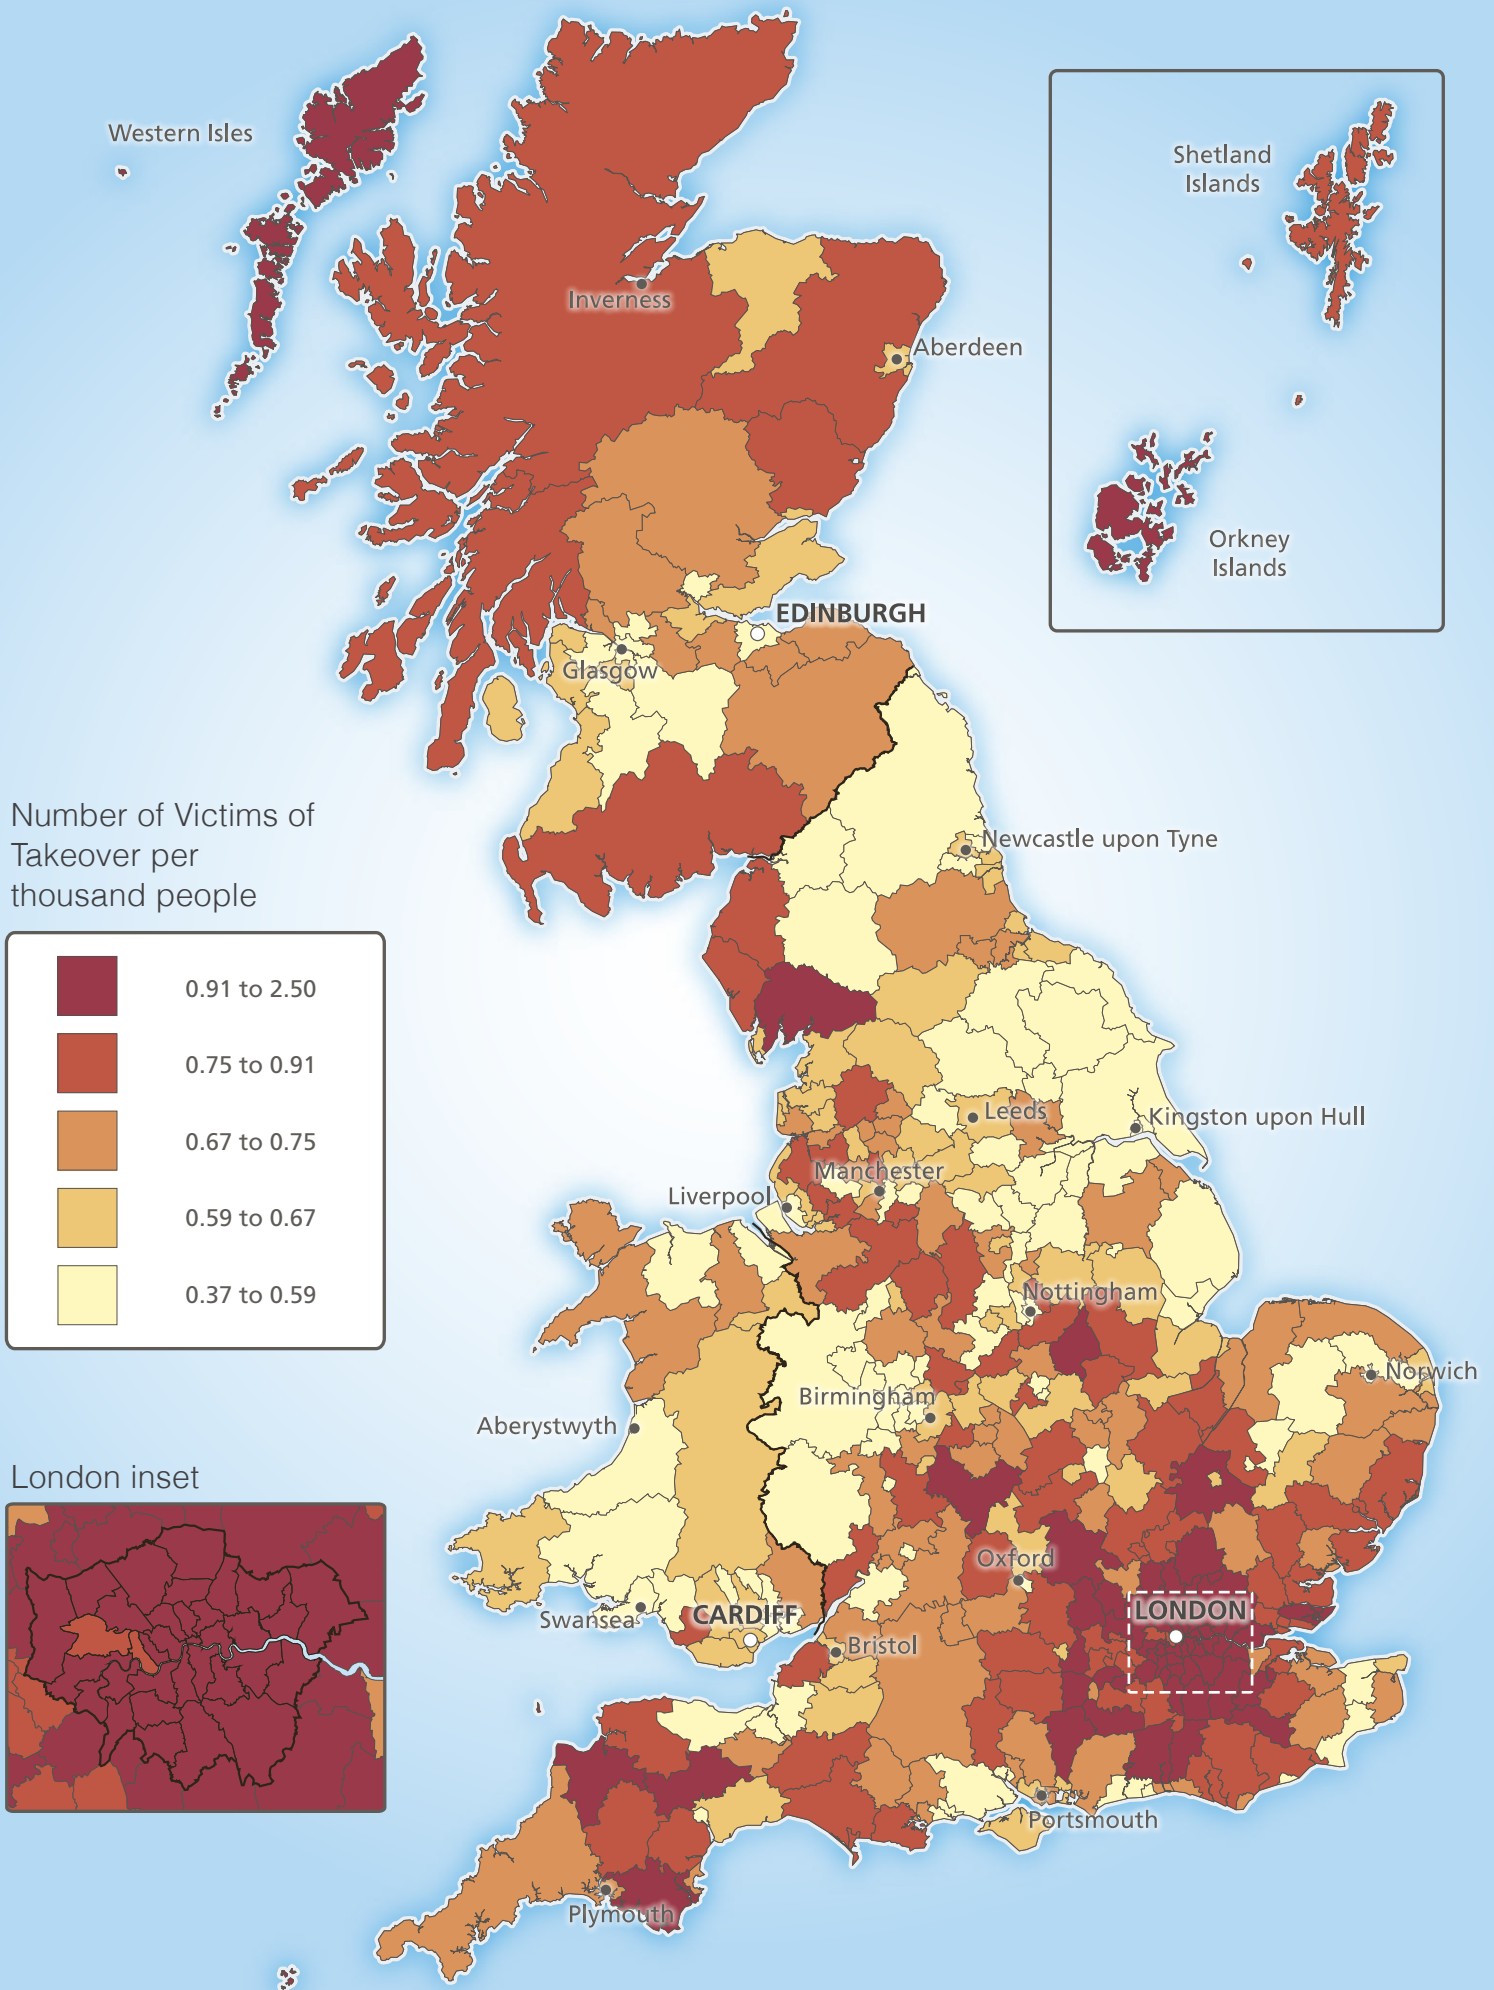 Western Isles
Shetland
Islands
Inverness
Aberdeen
Orkney
Islands
EDINBURGH
Glasgow
Number of Victims of
Takeover per
thousand people
Newcastle upon Tyne
0.91 to 2.50
0.75 to 0.91
0.67 to 0.75
0.59 to 0.67
0.37 to 0.59
Leeds
Kingston upon Hull
Manchester
Liverpool
Nottingham
Norwich
Birmingham
Aberystwyth
London inset
Oxford
LONDON
Swansea
CARDIFF
Bristol
Portsmouth
Plymouth